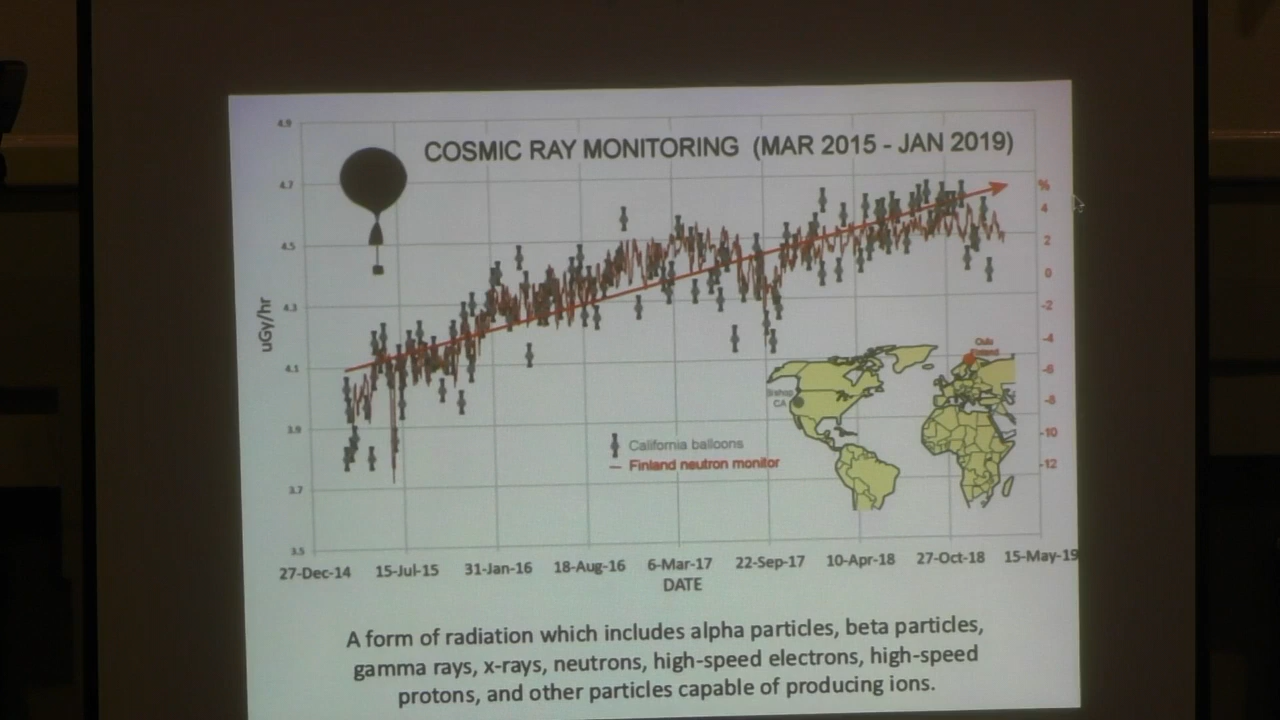 COSMIC RAY MONITORING (MAR 2015 - JAN 2019)
4.9
4.7
4.5
4.3
4.1
3.9
3.7
3.5
uGy/hr
%
4
2
0
-2
-4
-6
-8
-10
-12
Bishop
CA
Oulu
Finland
California balloons
Finland neutron monitor
27-Dec-14 15-Jul-15 31-Jan-16 18-Aug-16 6-Mar-17 22-Sep-17 10-Apr-18 27-Oct-18 15-May-19
DATE
A form of radiation which includes alpha particles, beta particles,
gamma rays, x-rays, neutrons, high-speed electrons, high-speed
protons, and other particles capable of producing ions.